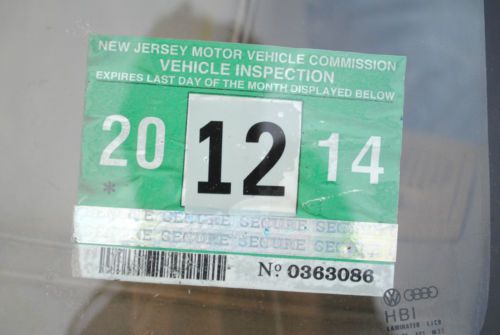 NEW JERSEY MOTOR VEHICLE COMMISSION
VEHICLE INSPECTION
EXPIRES LAST DAY OF THE MONTH DISPLAYED BELOW
20 12 14
*
SECURE SECURE SECURE
SECURE SECURE SECURE
No 0363086
HBI
LAMINATED